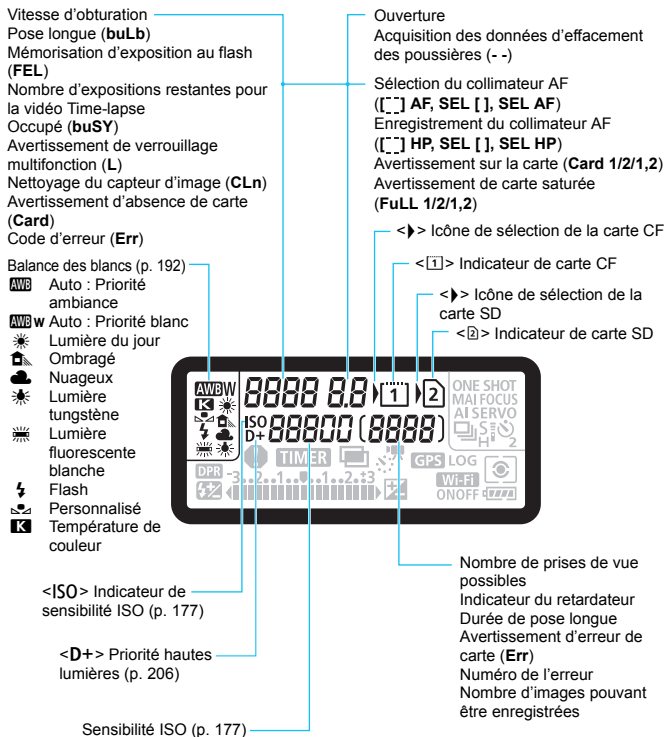 Vitesse d'obturation
Pose longue (buLb)
Mémorisation d'exposition au flash
(FEL)
Nombre d'expositions restantes pour
la vidéo Time-lapse
Occupé (buSY)
Avertissement de verrouillage
multifonction (L)
Nettoyage du capteur d'image (CLn)
Avertissement d'absence de carte
(Card)
Code d'erreur (Err)
Ouverture
Acquisition des données d'effacement
des poussières (- -)
Sélection du collimateur AF
([ ] AF, SEL [ ], SEL AF)
Enregistrement du collimateur AF
([ ] HP, SEL [ ], SEL HP)
Avertissement sur la carte (Card 1/2/1,2)
Avertissement de carte saturée
(FuLL 1/2/1,2)
< > Icône de sélection de la carte CF
<1> Indicateur de carte CF
< > Icône de sélection de la
carte SD
<2> Indicateur de carte SD
Balance des blancs (p. 192)
AWB Auto : Priorité
ambiance
AWB W Auto : Priorité blanc
Lumière du jour
Ombragé
Nuageux
Lumière
tungstène
Lumière
fluorescente
blanche
Flash
Personnalisé
K Température de
couleur
AWBW 8888 8.8 1 2 ONE SHOT
K MAI FOCUS
AI SERVO
ISO 88800 (8888) S H 2
D+
TIMER GPS LOG
DPR -3..2..1..0..1..2..+3 Wi-Fi
ONOFF
<ISO> Indicateur de
sensibilité ISO (p. 177)
<D+> Priorité hautes
lumières (p. 206)
Sensibilité ISO (p. 177)
Nombre de prises de vue
possibles
Indicateur du retardateur
Durée de pose longue
Avertissement d'erreur de
carte (Err)
Numéro de l'erreur
Nombre d'images pouvant
être enregistrées